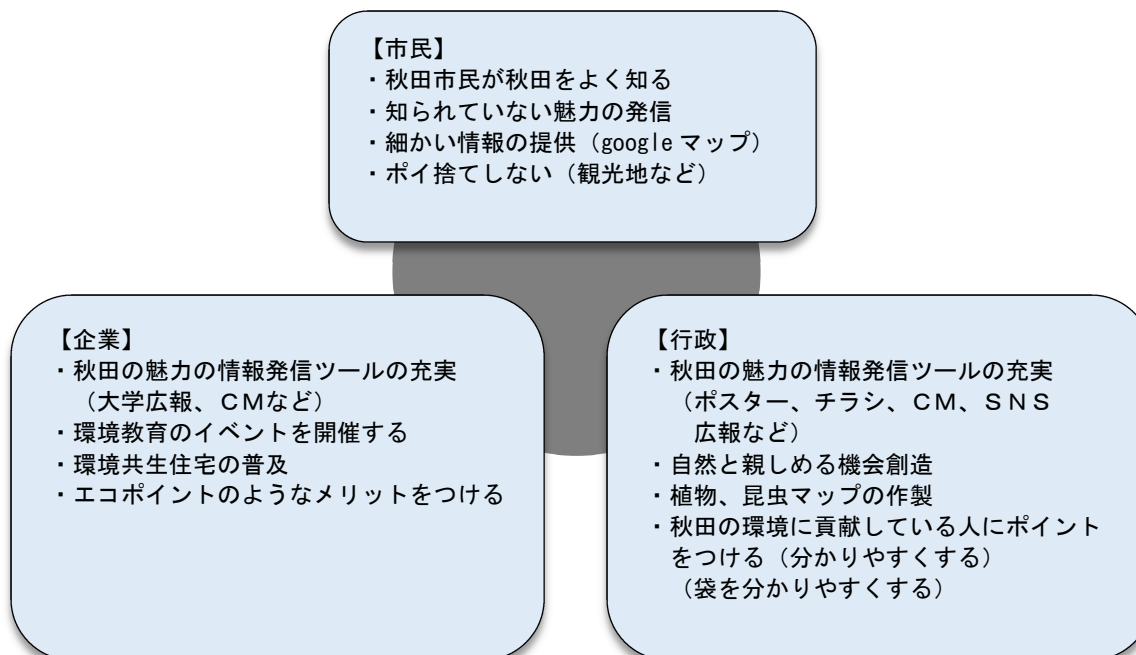 【市民】
・秋田市民が秋田をよく知る
・知られていない魅力の発信
・細かい情報の提供（google マップ）
・ポイ捨てしない（観光地など）
【企業】
・秋田の魅力の情報発信ツールの充実
（大学広報、ＣＭなど）
・環境教育のイベントを開催する
・環境共生住宅の普及
・エコポイントのようなメリットをつける
【行政】
・秋田の魅力の情報発信ツールの充実
（ポスター、チラシ、ＣＭ、ＳＮＳ
広報など）
・自然と親しめる機会創造
・植物、昆虫マップの作製
・秋田の環境に貢献している人にポイント
をつける（分かりやすくする）
（袋を分かりやすくする）